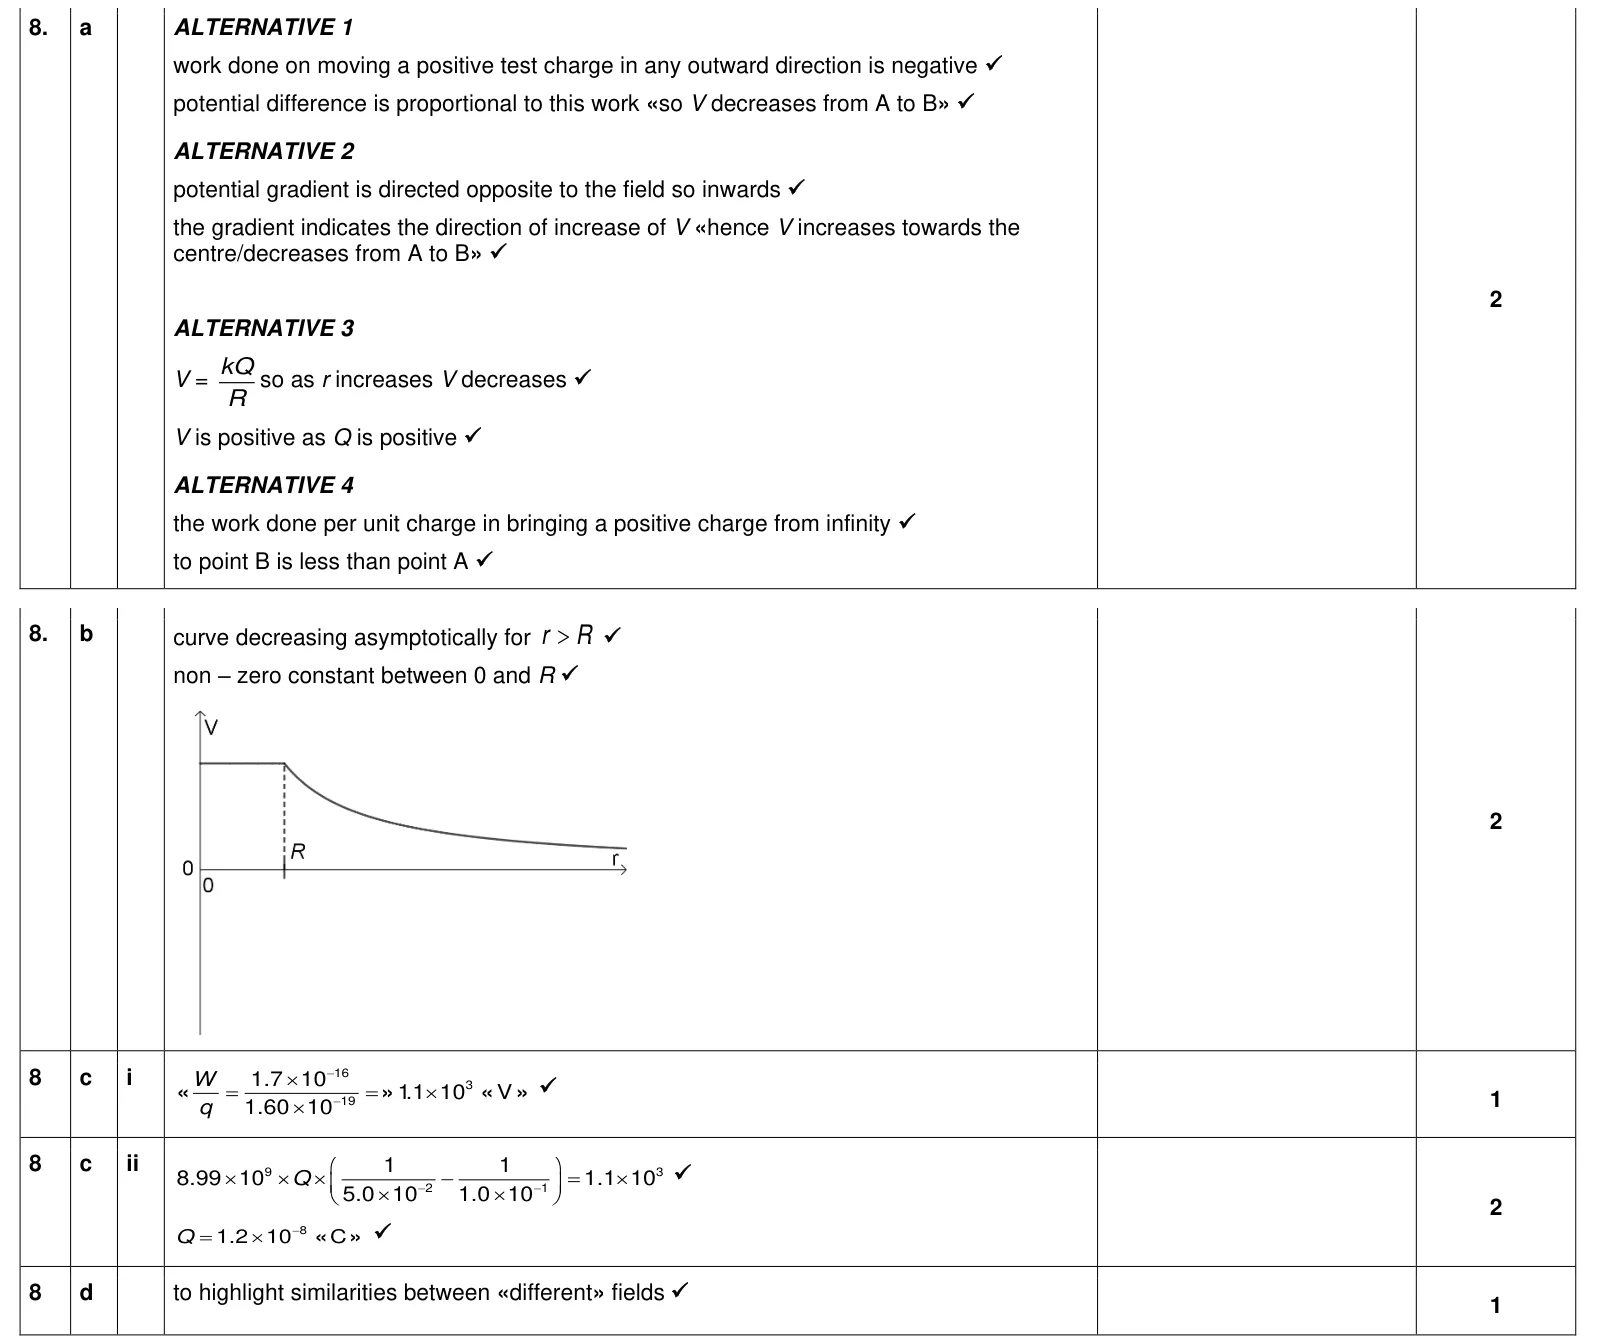 8. a ALTERNATIVE 1
work done on moving a positive test charge in any outward direction is negative ✓
potential difference is proportional to this work «so V decreases from A to B» ✓
ALTERNATIVE 2
potential gradient is directed opposite to the field so inwards ✓
the gradient indicates the direction of increase of V «hence V increases towards the
centre/decreases from A to B» ✓
2
ALTERNATIVE 3
V = kQ/R so as r increases V decreases ✓
V is positive as Q is positive ✓
ALTERNATIVE 4
the work done per unit charge in bringing a positive charge from infinity ✓
to point B is less than point A ✓
8. b curve decreasing asymptotically for r > R ✓
non – zero constant between 0 and R ✓
V
2
R
r
0
0
8 c i «W/q = 1.7×10⁻¹⁶/1.60×10⁻¹⁹ =» 1.1×10³ «V» ✓ 1
8 c ii 8.99×10⁹ × Q× (1/5.0×10⁻² − 1/1.0×10⁻¹) = 1.1×10³ ✓
2
Q = 1.2×10⁻⁸ «C» ✓
8 d to highlight similarities between «different» fields ✓ 1